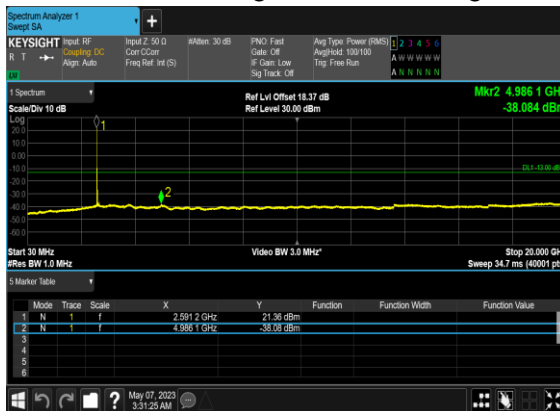 Spectrum Analyzer 1
Swept SA
KEYSIGHT Input: RF Input Z: 50 Ω #Atten: 30 dB PNO: Fast Avg Type: Power (RMS) 1 2 3 4 5 6
R T Coupling: DC Corr CCorr Gate: Off Avg|Hold: 100/100 A W W W W W
Align: Auto Freq Ref: Int (S) IF Gain: Low Trig: Free Run
LXI Sig Track: Off A N N N N N
1 Spectrum Ref Lvl Offset 18.37 dB Mkr2 4.986 1 GH
Scale/Div 10 dB Ref Level 30.00 dBm -38.084 dBr
Log
20.0
10.0
0.00
-10.0
-20.0
-30.0
-40.0
-50.0
-60.0
1
2
DL1 -13.00 dB
Start 30 MHz Video BW 3.0 MHz* Stop 20.000 GH
#Res BW 1.0 MHz Sweep 34.7 ms (40001 pt
5 Marker Table
Mode Trace Scale X Y Function Function Width Function Value
1 N 1 f 2.591 2 GHz 21.36 dBm
2 N 1 f 4.986 1 GHz -38.08 dBm
3
4
5
6
May 07, 2023
3:31:25 AM